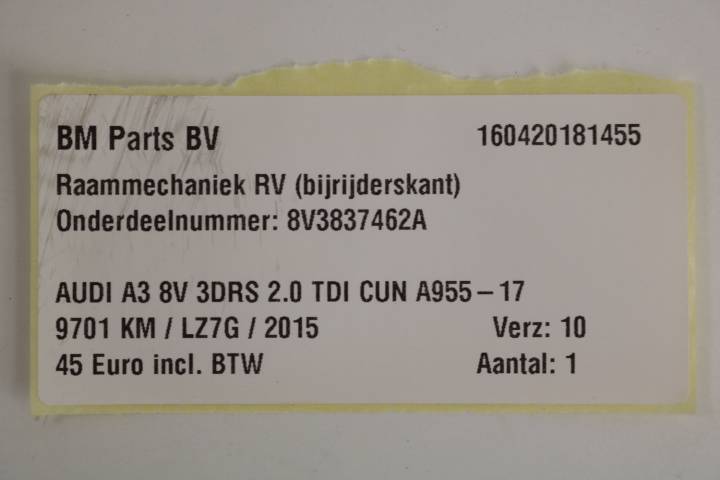 BM Parts BV 160420181455
Raammechaniek RV (bijrijderskant)
Onderdeelnummer: 8V3837462A
AUDI A3 8V 3DRS 2.0 TDI CUN A955-17
9701 KM / LZ7G / 2015 Verz: 10
45 Euro incl. BTW Aantal: 1